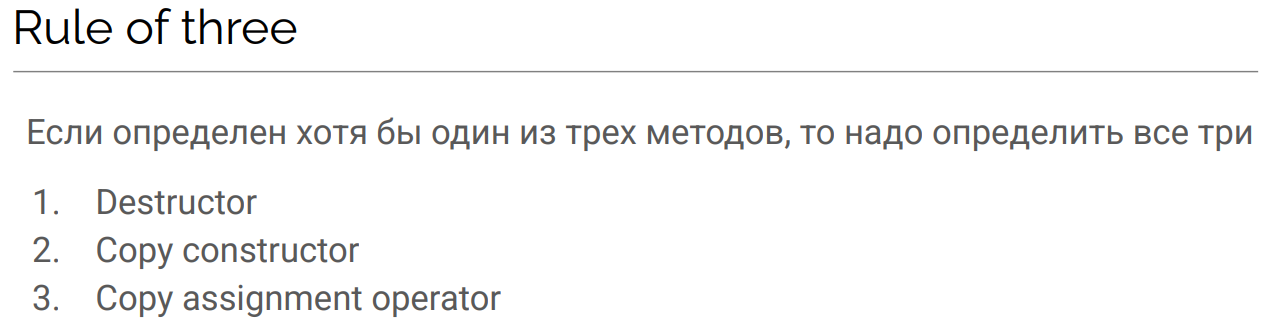 Rule of three
Если определен хотя бы один из трех методов, то надо определить все три
1. Destructor
2. Copy constructor
3. Copy assignment operator